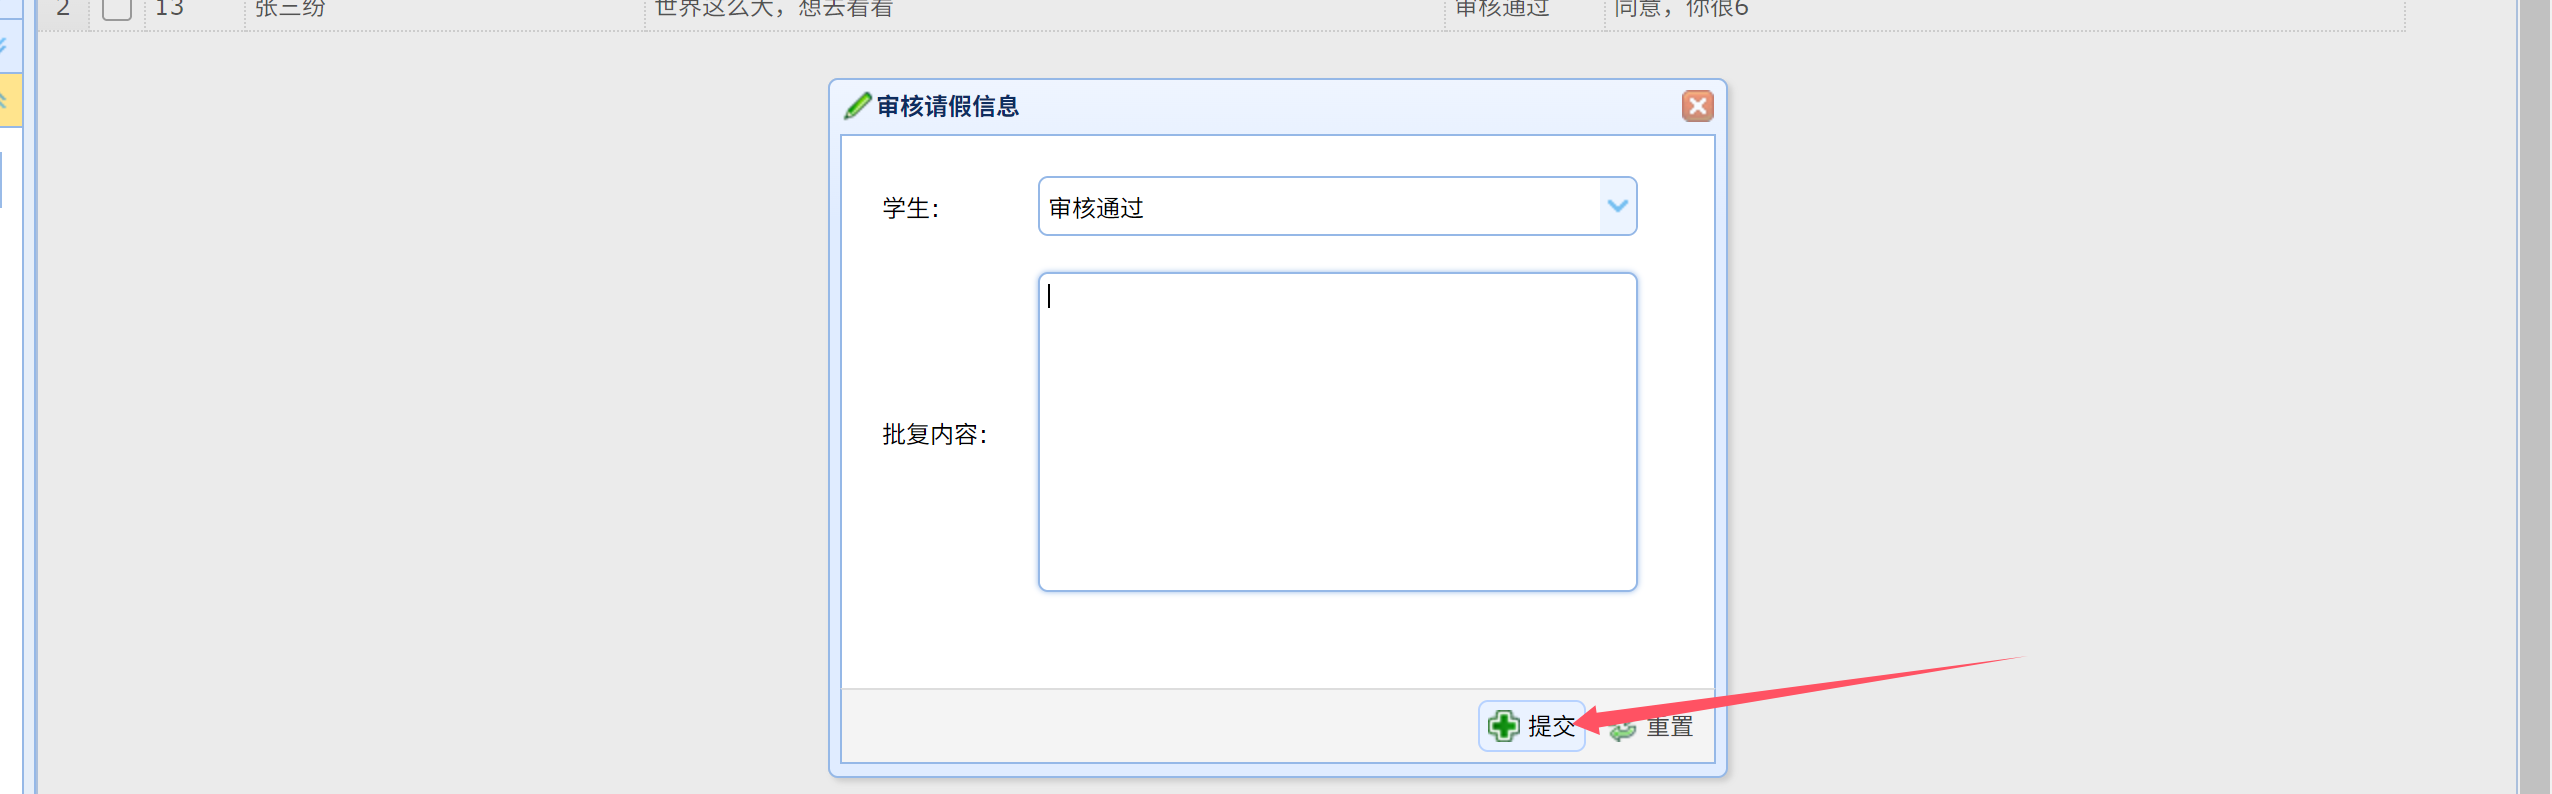 2 13 张三纷 世界这么大，想去看看 审核通过 同意，你很6
审核请假信息
学生：
审核通过
批复内容：
提交 重置